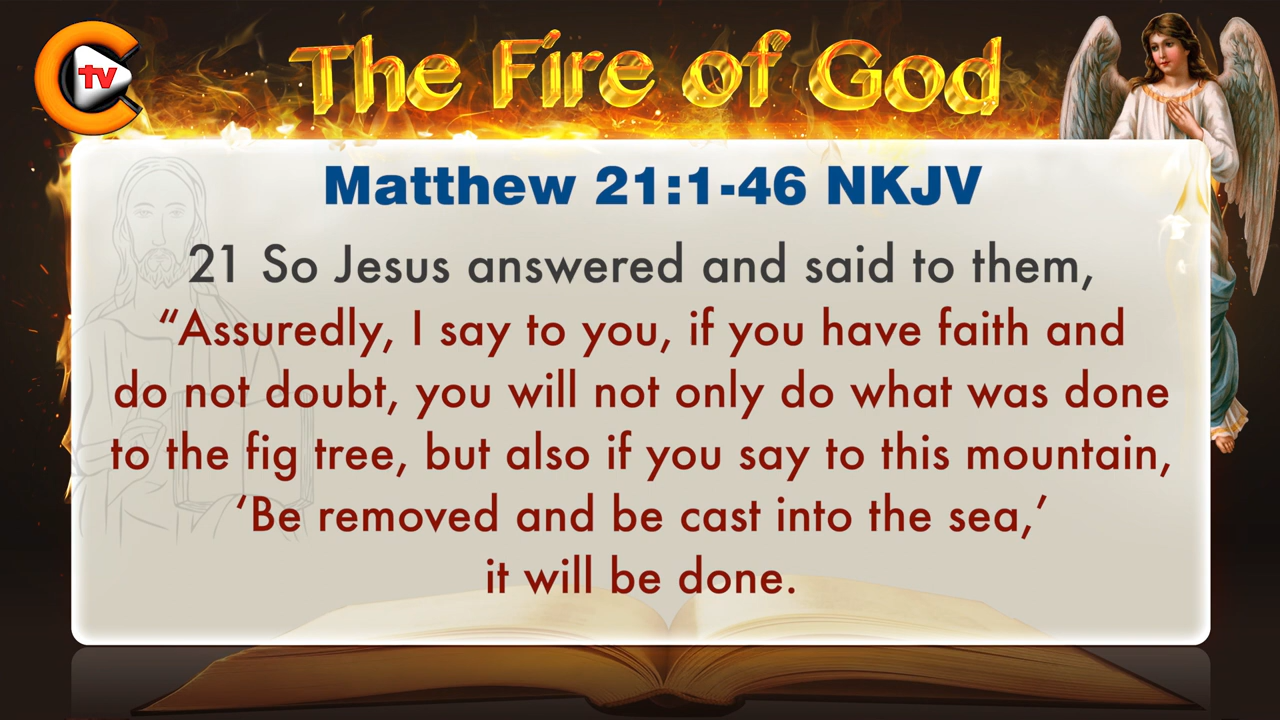 tv
The Fire of God
Matthew 21:1-46 NKJV
21 So Jesus answered and said to them,
“Assuredly, I say to you, if you have faith and
do not doubt, you will not only do what was done
to the fig tree, but also if you say to this mountain,
‘Be removed and be cast into the sea,’
it will be done.